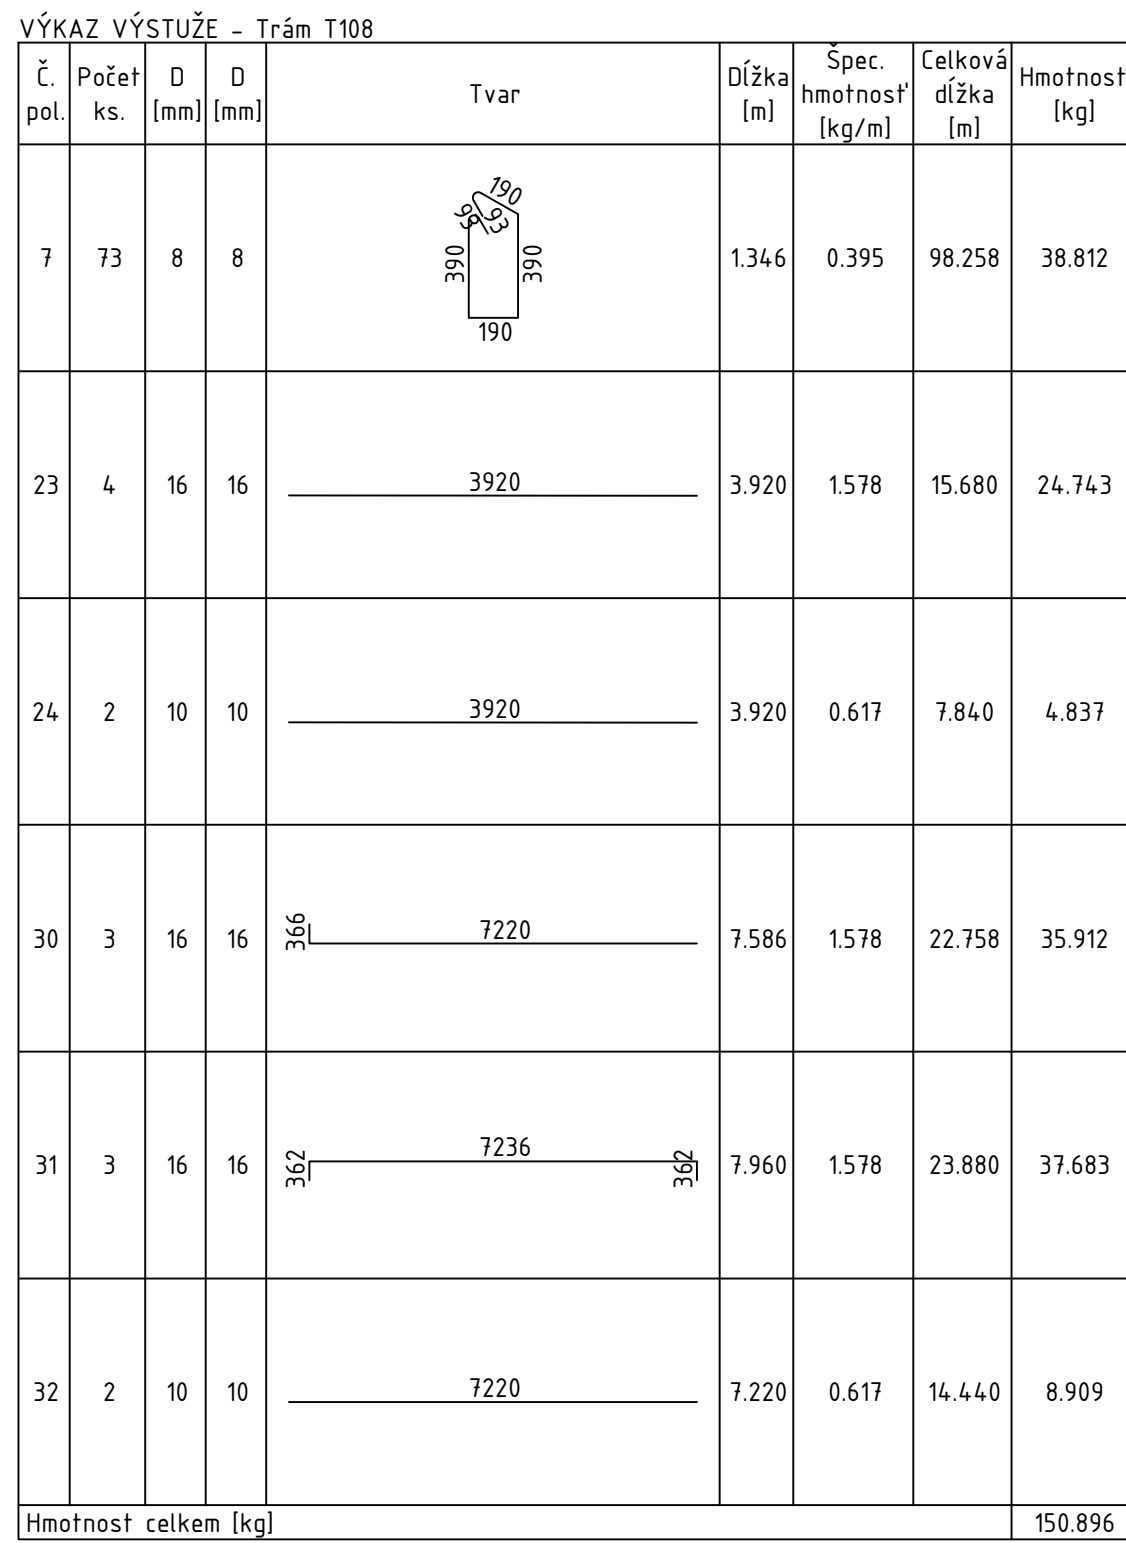 VÝKAZ VÝSTUŽE - Trám T108
Č. pol. Počet ks. D [mm] D [mm] Tvar Dĺžka [m] Špec. hmotnosť [kg/m] Celková dĺžka [m] Hmotnosť [kg]
7 73 8 8 190 93 93 390 390 190 1.346 0.395 98.258 38.812
23 4 16 16 3920 3.920 1.578 15.680 24.743
24 2 10 10 3920 3.920 0.617 7.840 4.837
30 3 16 16 366 7220 7.586 1.578 22.758 35.912
31 3 16 16 362 7236 362 7.960 1.578 23.880 37.683
32 2 10 10 7220 7.220 0.617 14.440 8.909
Hmotnost celkem [kg] 150.896